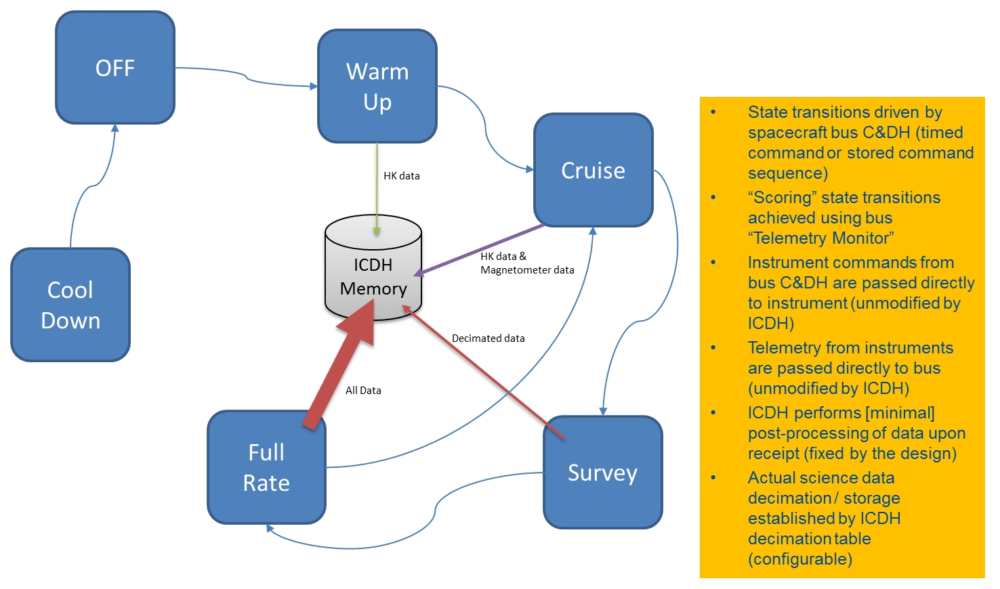 OFF
Warm
Up
Cruise
HK data
ICDH
Memory
HK data &
Magnetometer data
Cool
Down
Decimated data
All Data
Full
Rate
Survey
• State transitions driven by
spacecraft bus C&DH (timed
command or stored command
sequence)
• “Scoring” state transitions
achieved using bus
“Telemetry Monitor”
• Instrument commands from
bus C&DH are passed directly
to instrument (unmodified by
ICDH)
• Telemetry from instruments
are passed directly to bus
(unmodified by ICDH)
• ICDH performs [minimal]
post-processing of data upon
receipt (fixed by the design)
• Actual science data
decimation / storage
established by ICDH
decimation table
(configurable)